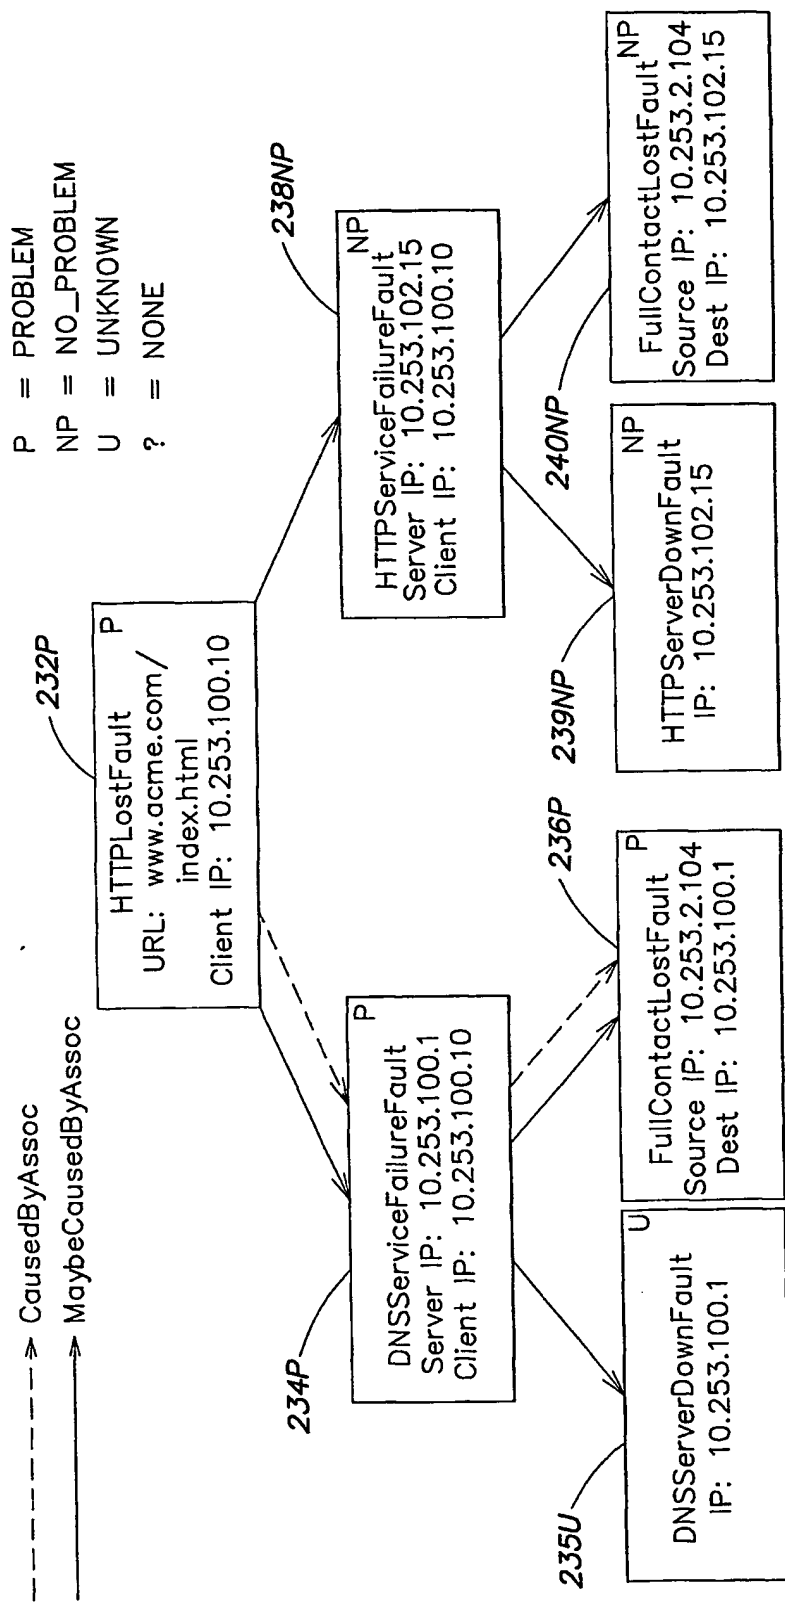 CausedByAssoc
MaybeCausedByAssoc
P = PROBLEM
NP = NO_PROBLEM
U = UNKNOWN
? = NONE
232P
HTTPLostFault
P
URL: www.acme.com/
index.html
Client IP: 10.253.100.10
234P
DNSServiceFailureFault
P
Server IP: 10.253.100.1
Client IP: 10.253.100.10
238NP
HTTPServiceFailureFault
NP
Server IP: 10.253.102.15
Client IP: 10.253.100.10
235U
DNSServerDownFault
U
IP: 10.253.100.1
236P
FullContactLostFault
P
Source IP: 10.253.2.104
Dest IP: 10.253.100.1
239NP
HTTPServerDownFault
NP
IP: 10.253.102.15
240NP
FullContactLostFault
NP
Source IP: 10.253.2.104
Dest IP: 10.253.102.15